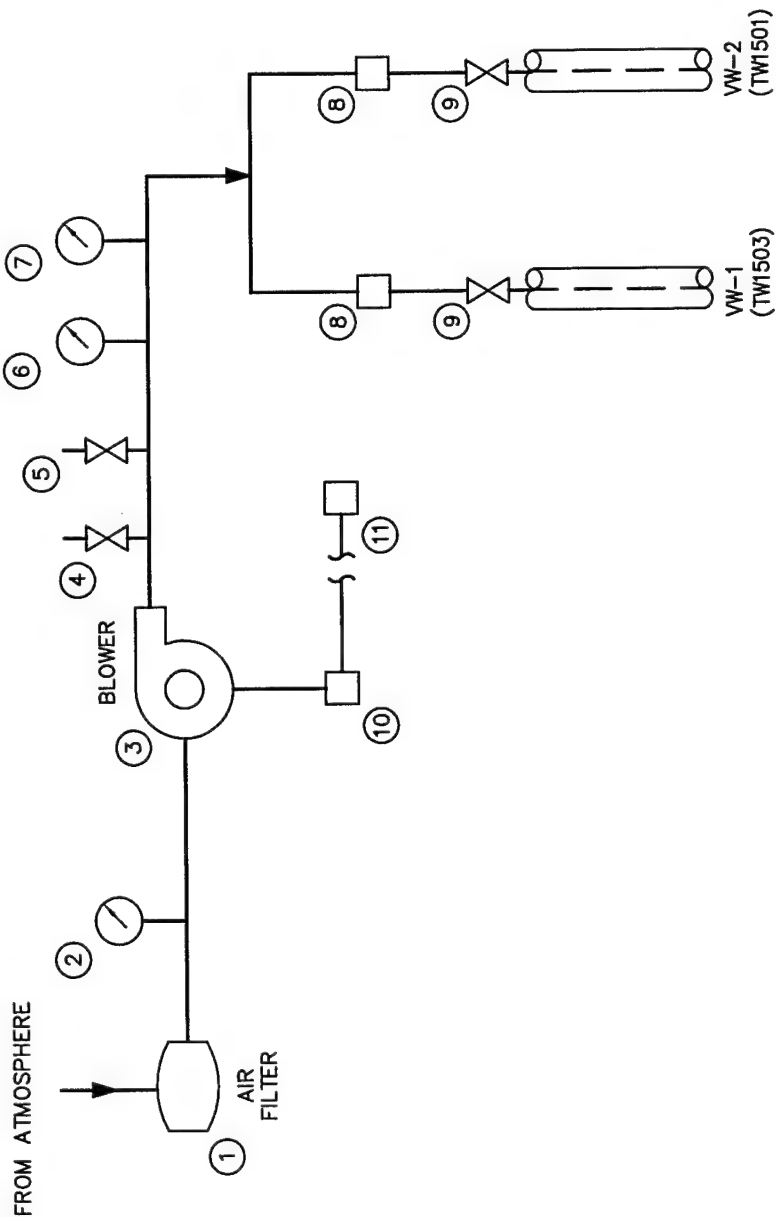 FROM ATMOSPHERE
1
AIR
FILTER
2
3
BLOWER
4
5
6
7
8
9
VW-1
(TW1503)
8
9
VW-2
(TW1501)
10
11